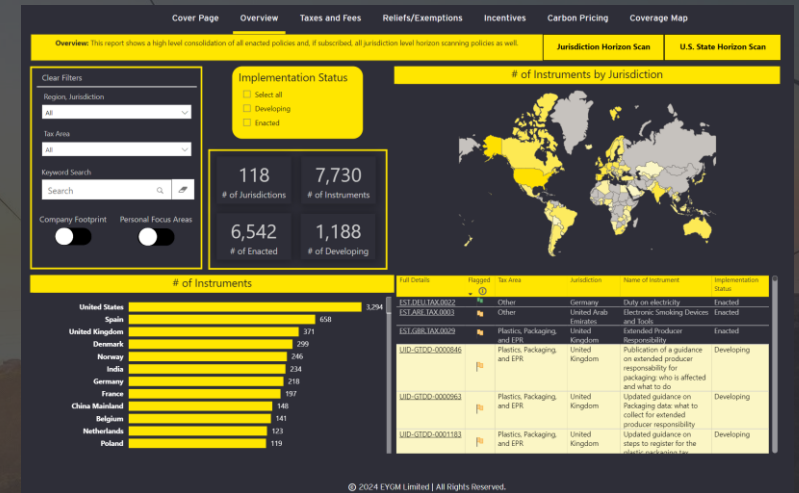 Cover Page Overview Taxes and Fees Reliefs/Exemptions Incentives Carbon Pricing Coverage Map
Overview: This report shows a high level consolidation of all enacted policies and, if subscribed, all jurisdiction level horizon scanning policies as well.
Jurisdiction Horizon Scan
U.S. State Horizon Scan
Clear Filters
Region, Jurisdiction
All
Tax Area
All
Keyword Search
Search
Company Footprint Personal Focus Areas
Implementation Status
Select all
Developing
Enacted
118 7,730
# of Jurisdictions # of Instruments
6,542 1,188
# of Enacted # of Developing
# of Instruments by Jurisdiction
# of Instruments
United States 3,294
Spain 658
United Kingdom 371
Denmark 299
Norway 246
India 234
Germany 218
France 197
China Mainland 148
Belgium 141
Netherlands 123
Poland 119
Full Details Flagged Tax Area Jurisdiction Name of Instrument Implementation
Status
EST.DEU.TAX.0022 Other Germany Duty on electricity Enacted
EST.ARE.TAX.0003 Other United Arab Electronic Smoking Devices Enacted
Emirates and Tools
EST.GBR.TAX.0029 Plastics, Packaging, United Extended Producer Enacted
and EPR Kingdom Responsibility
UID-GTDD-0000846 Plastics, Packaging, United Publication of a guidance Developing
and EPR Kingdom on extended producer
responsability for
packaging: who is affected
and what to do
UID-GTDD-0000963 Plastics, Packaging, United Updated guidance on Developing
and EPR Kingdom Packaging data: what to
collect for extended
producer responsibility
UID-GTDD-0001183 Plastics, Packaging, United Updated guidance on Developing
and EPR Kingdom steps to register for the
plastic packaging tax
© 2024 EYGM Limited | All Rights Reserved.